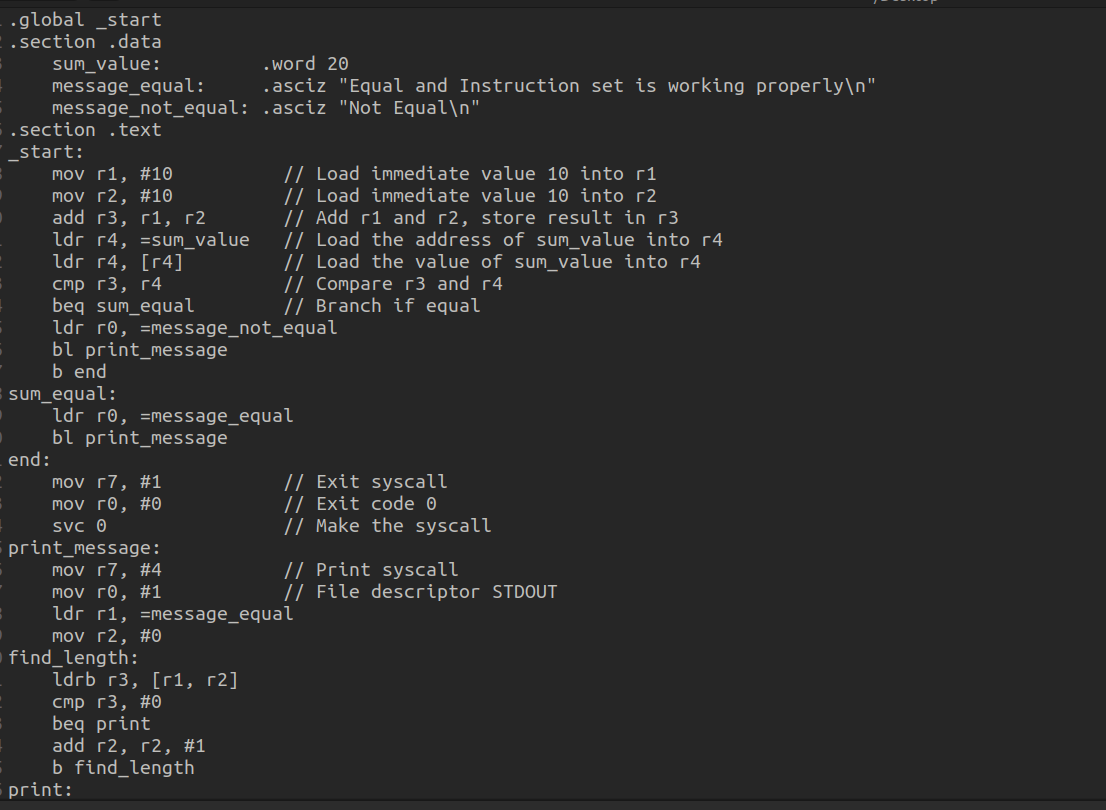 .global _start
.section .data
    sum_value:         .word 20
    message_equal:     .asciz "Equal and Instruction set is working properly\n"
    message_not_equal: .asciz "Not Equal\n"
.section .text
_start:
    mov r1, #10          // Load immediate value 10 into r1
    mov r2, #10          // Load immediate value 10 into r2
    add r3, r1, r2       // Add r1 and r2, store result in r3
    ldr r4, =sum_value   // Load the address of sum_value into r4
    ldr r4, [r4]         // Load the value of sum_value into r4
    cmp r3, r4           // Compare r3 and r4
    beq sum_equal        // Branch if equal
    ldr r0, =message_not_equal
    bl print_message
    b end
sum_equal:
    ldr r0, =message_equal
    bl print_message
end:
    mov r7, #1           // Exit syscall
    mov r0, #0           // Exit code 0
    svc 0                // Make the syscall
print_message:
    mov r7, #4           // Print syscall
    mov r0, #1           // File descriptor STDOUT
    ldr r1, =message_equal
    mov r2, #0
find_length:
    ldrb r3, [r1, r2]
    cmp r3, #0
    beq print
    add r2, r2, #1
    b find_length
print: